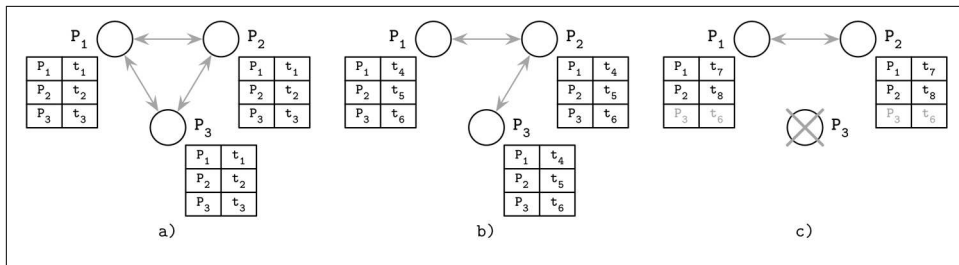 P1 P2 P1 P2 P1 P2
P1 t1 P1 t1 P1 t4 P1 t4 P1 t7 P1 t7
P2 t2 P2 t2 P2 t5 P2 t5 P2 t8 P2 t8
P3 t3 P3 t3 P3 t6 P3 t6 P3 t6 P3 t6
P3 P3 P3
P1 t1 P1 t4
P2 t2 P2 t5
P3 t3 P3 t6
a) b) c)